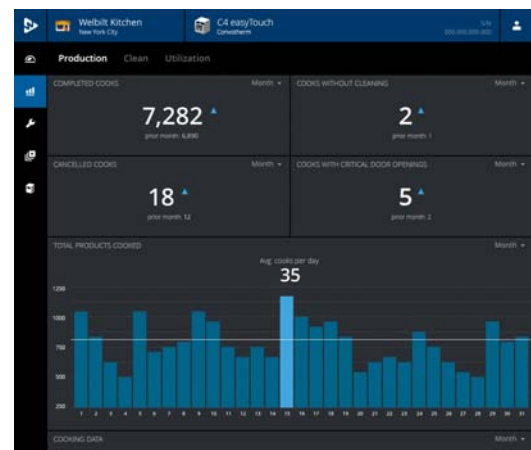 Welbilt Kitchen
New York City
C4 easyTouch
Convotherm
S/N
Production Clean Utilization
COMPLETED COOKS Month
7,282
prior month: 6,890
COOKS WITHOUT CLEANING Month
2
prior month: 1
CANCELLED COOKS Month
18
prior month: 12
COOKS WITH CRITICAL DOOR OPENINGS Month
5
prior month: 2
TOTAL PRODUCTS COOKED Month
Avg. cooks per day
35
1250
1000
750
500
250
1 2 3 4 5 6 7 8 9 10 11 12 13 14 15 16 17 18 19 20 21 22 23 24 25 26 27 28 29 30 31
COOKING DATA Month